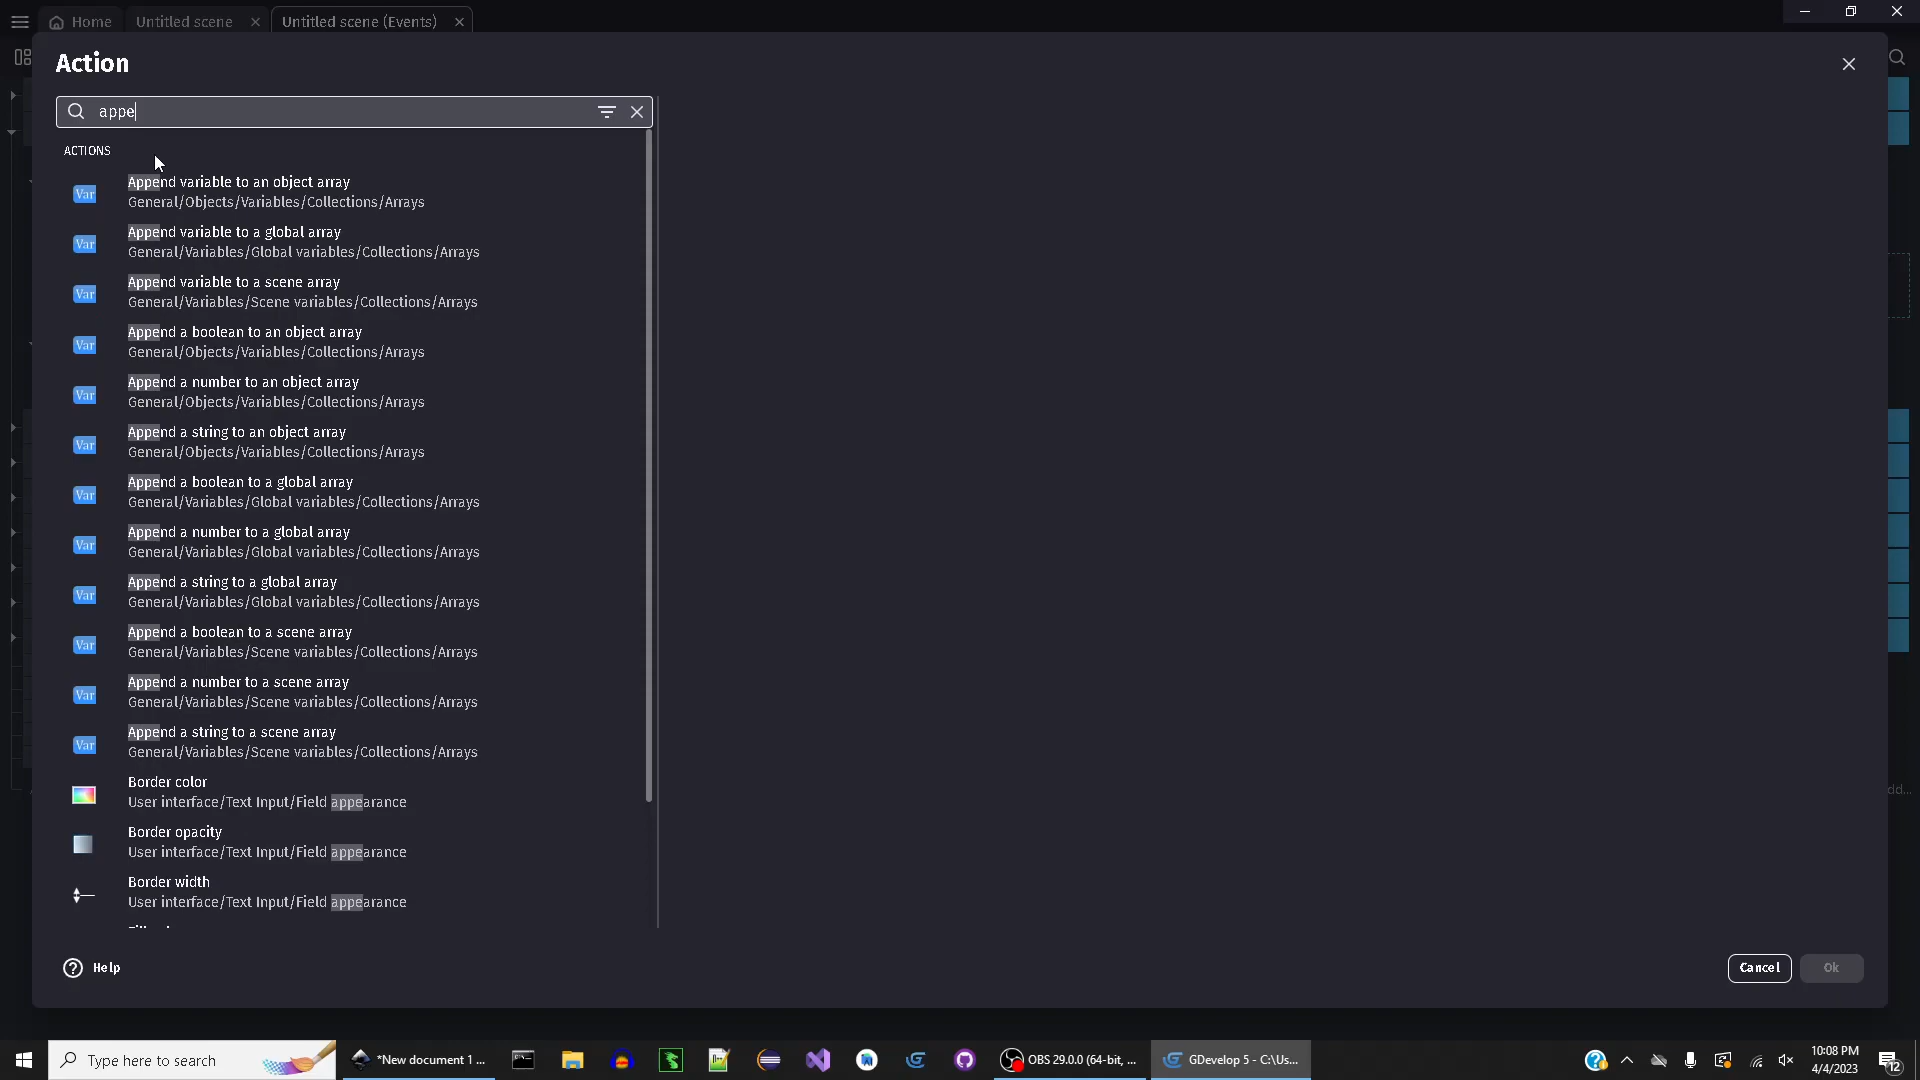 Home
Untitled scene
Untitled scene (Events)
Action
appe
ACTIONS
Append variable to an object array
General/Objects/Variables/Collections/Arrays
Append variable to a global array
General/Variables/Global variables/Collections/Arrays
Append variable to a scene array
General/Variables/Scene variables/Collections/Arrays
Append a boolean to an object array
General/Objects/Variables/Collections/Arrays
Append a number to an object array
General/Objects/Variables/Collections/Arrays
Append a string to an object array
General/Objects/Variables/Collections/Arrays
Append a boolean to a global array
General/Variables/Global variables/Collections/Arrays
Append a number to a global array
General/Variables/Global variables/Collections/Arrays
Append a string to a global array
General/Variables/Global variables/Collections/Arrays
Append a boolean to a scene array
General/Variables/Scene variables/Collections/Arrays
Append a number to a scene array
General/Variables/Scene variables/Collections/Arrays
Append a string to a scene array
General/Variables/Scene variables/Collections/Arrays
Border color
User interface/Text Input/Field appearance
Border opacity
User interface/Text Input/Field appearance
Border width
User interface/Text Input/Field appearance
Var
Var
Var
Var
Var
Var
Var
Var
Var
Var
Var
Var
dd...
Help
Cancel
Ok
Type here to search
*New document 1 ...
OBS 29.0.0 (64-bit, ...
GDevelop 5 - C:\Us...
10:08 PM
4/4/2023
12